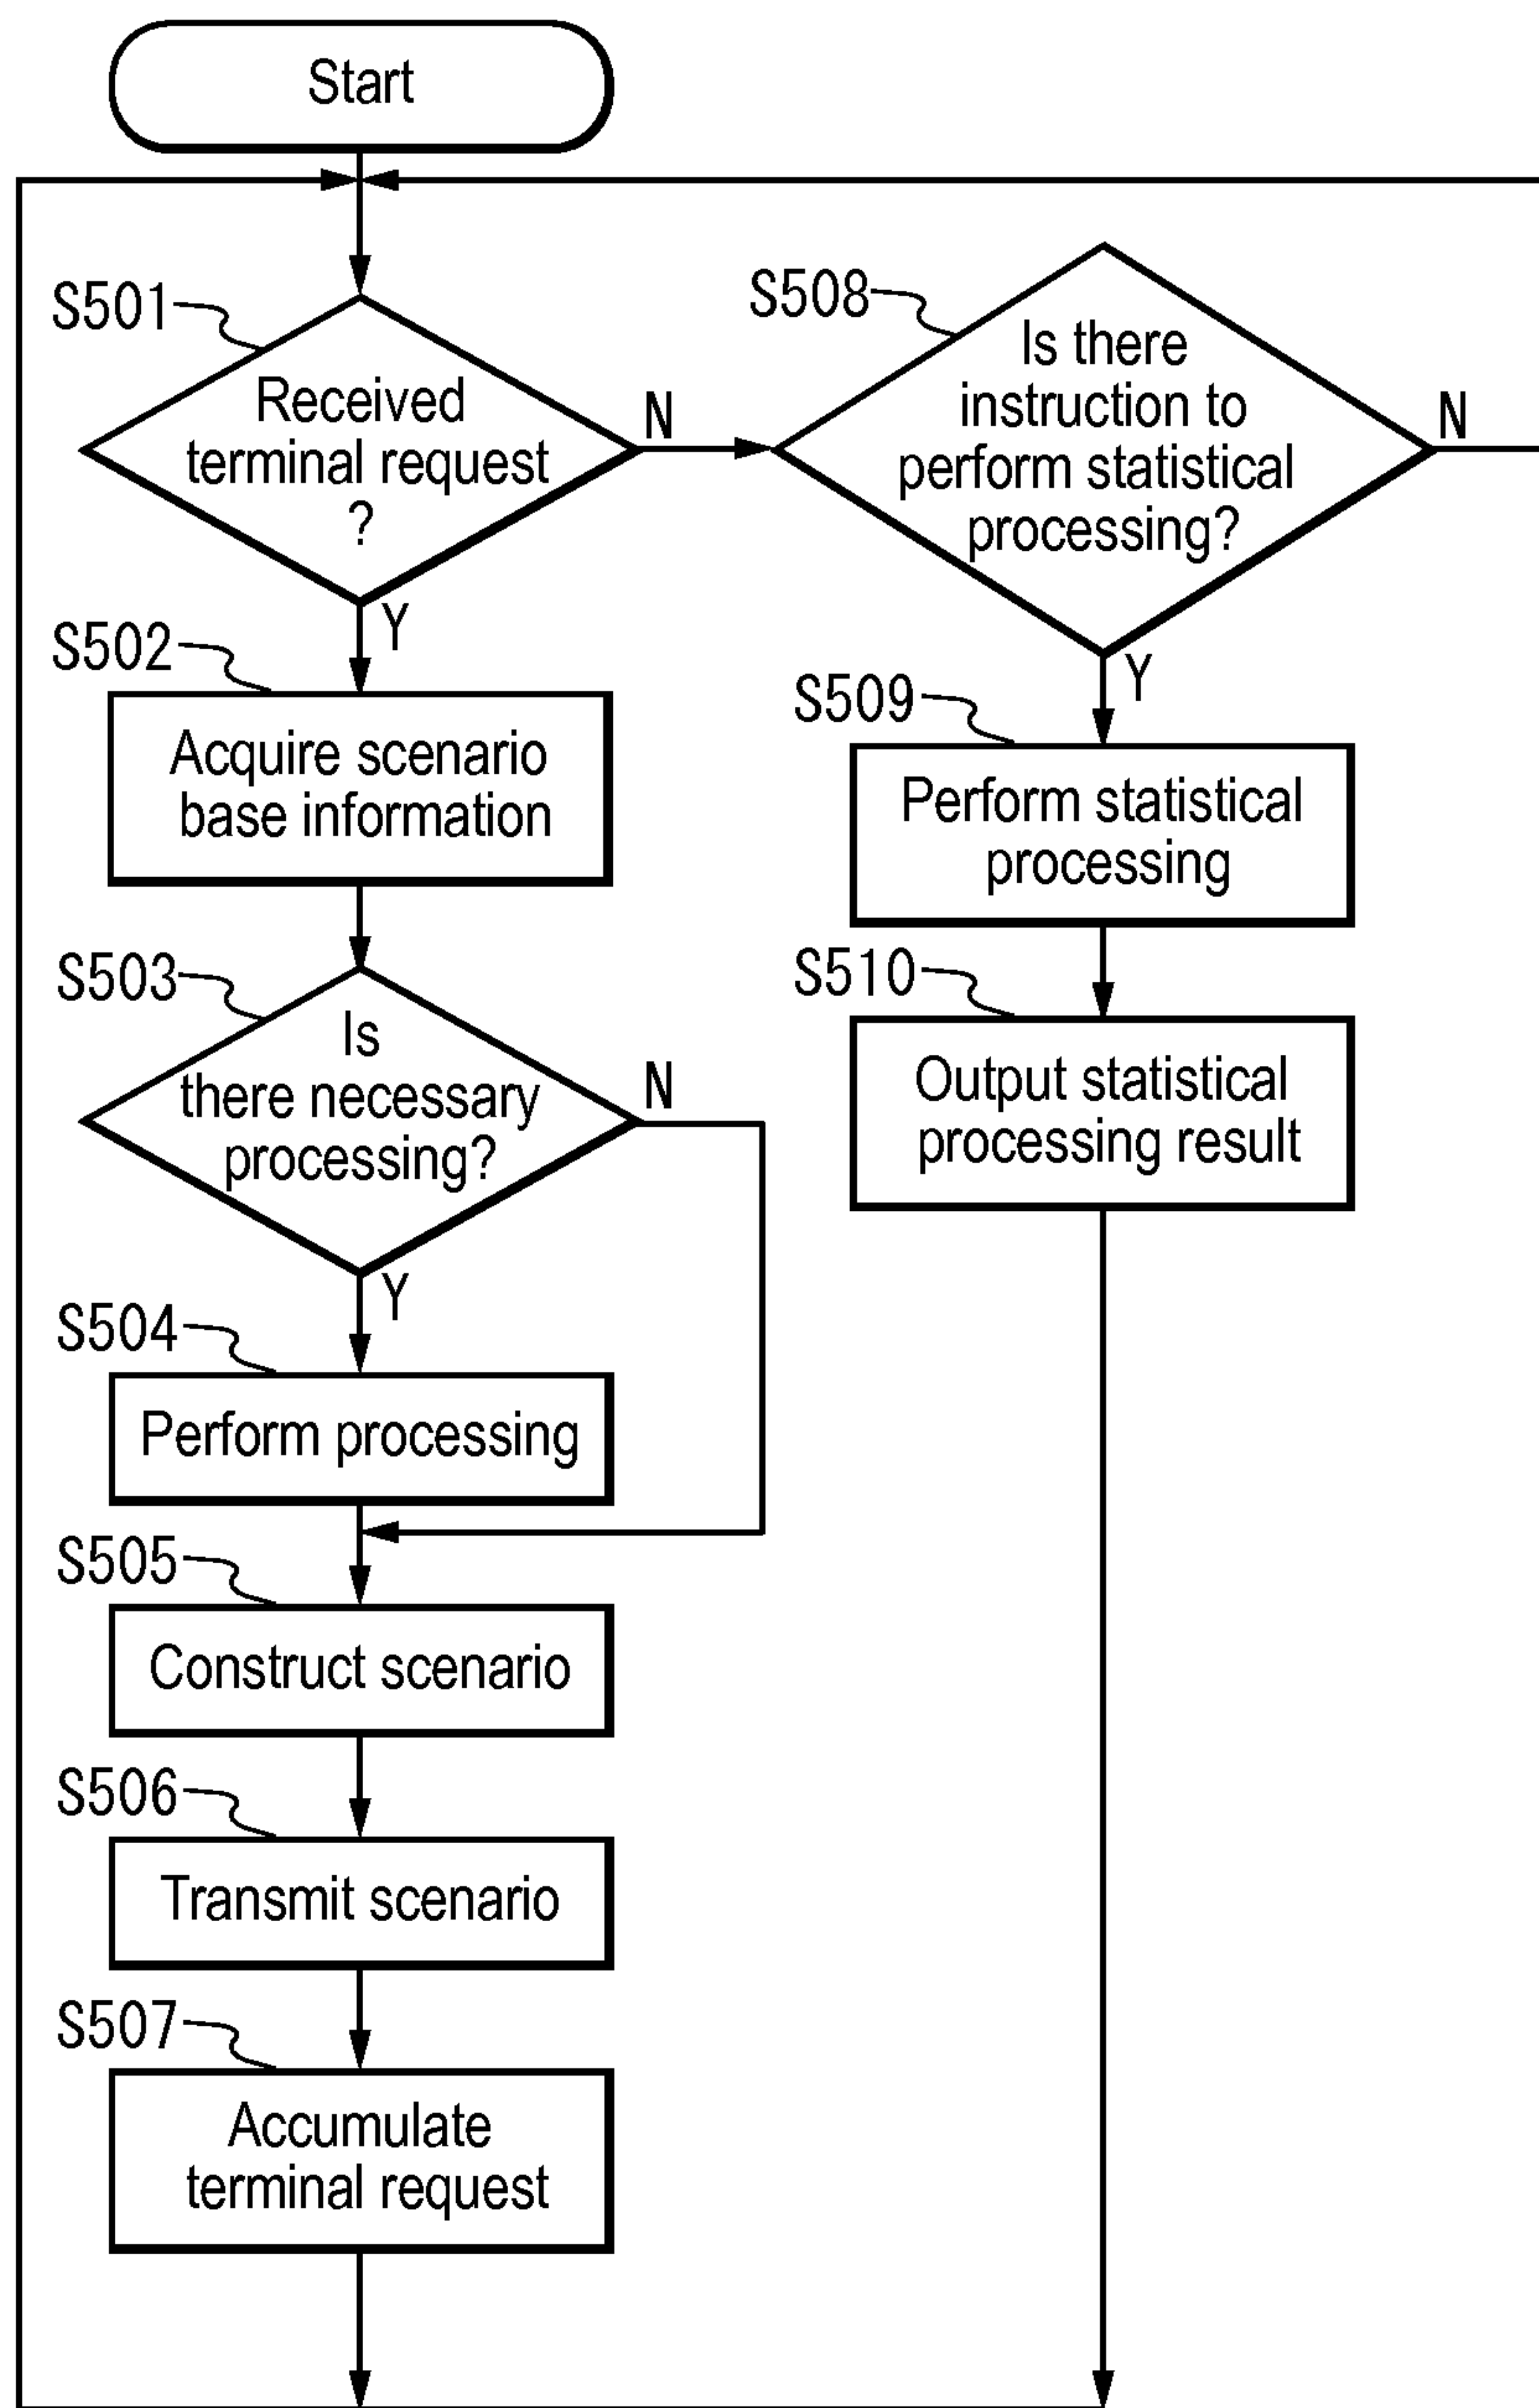 Start
S501
Received
terminal request
?
N
Y
S502
Acquire scenario
base information
S503
Is
there necessary
processing?
N
Y
S504
Perform processing
S505
Construct scenario
S506
Transmit scenario
S507
Accumulate
terminal request
S508
Is there
instruction to
perform statistical
processing?
N
Y
S509
Perform statistical
processing
S510
Output statistical
processing result